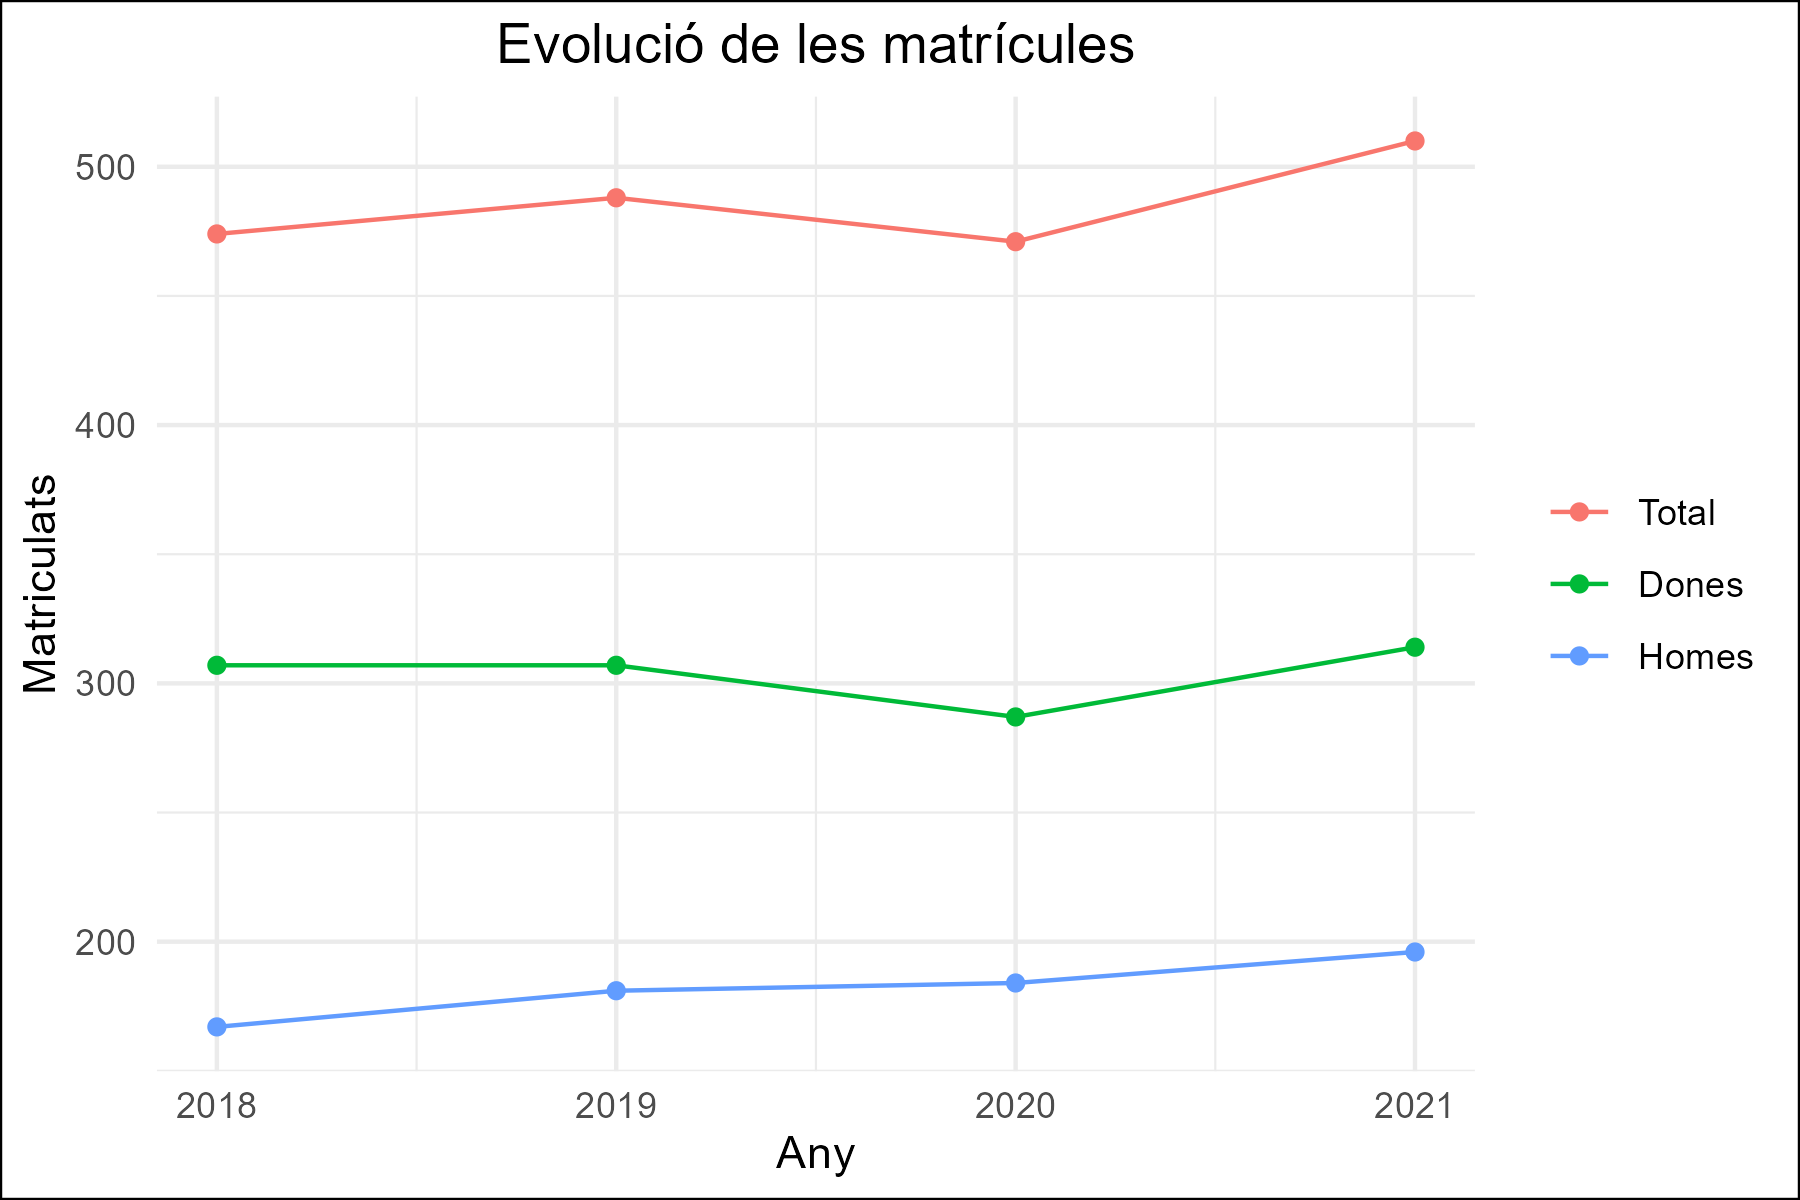 Evolució de les matrícules
Matriculats
500
400
300
200
2018 2019 2020 2021
Any
Total
Dones
Homes